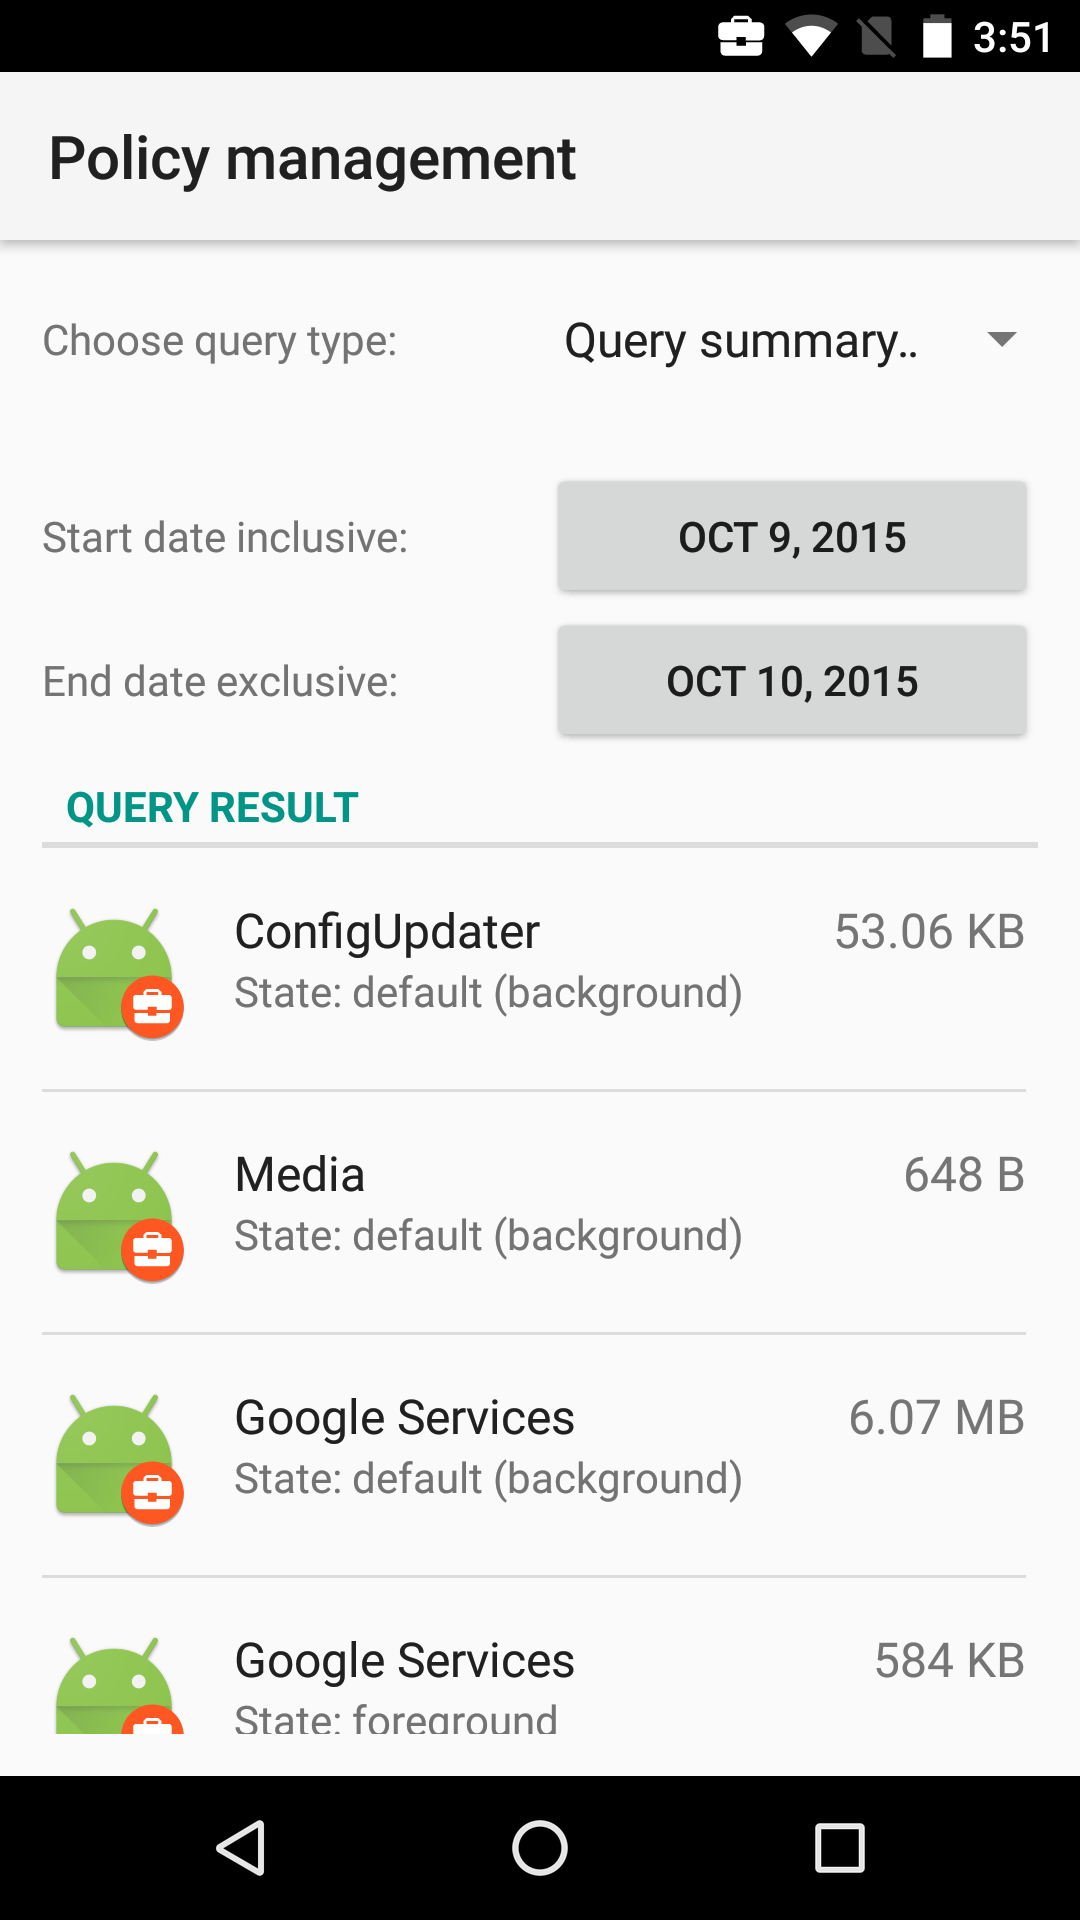 3:51
Policy management
Choose query type: Query summary..
Start date inclusive: OCT 9, 2015
End date exclusive: OCT 10, 2015
QUERY RESULT
ConfigUpdater 53.06 KB
State: default (background)
Media 648 B
State: default (background)
Google Services 6.07 MB
State: default (background)
Google Services 584 KB
State: foreground